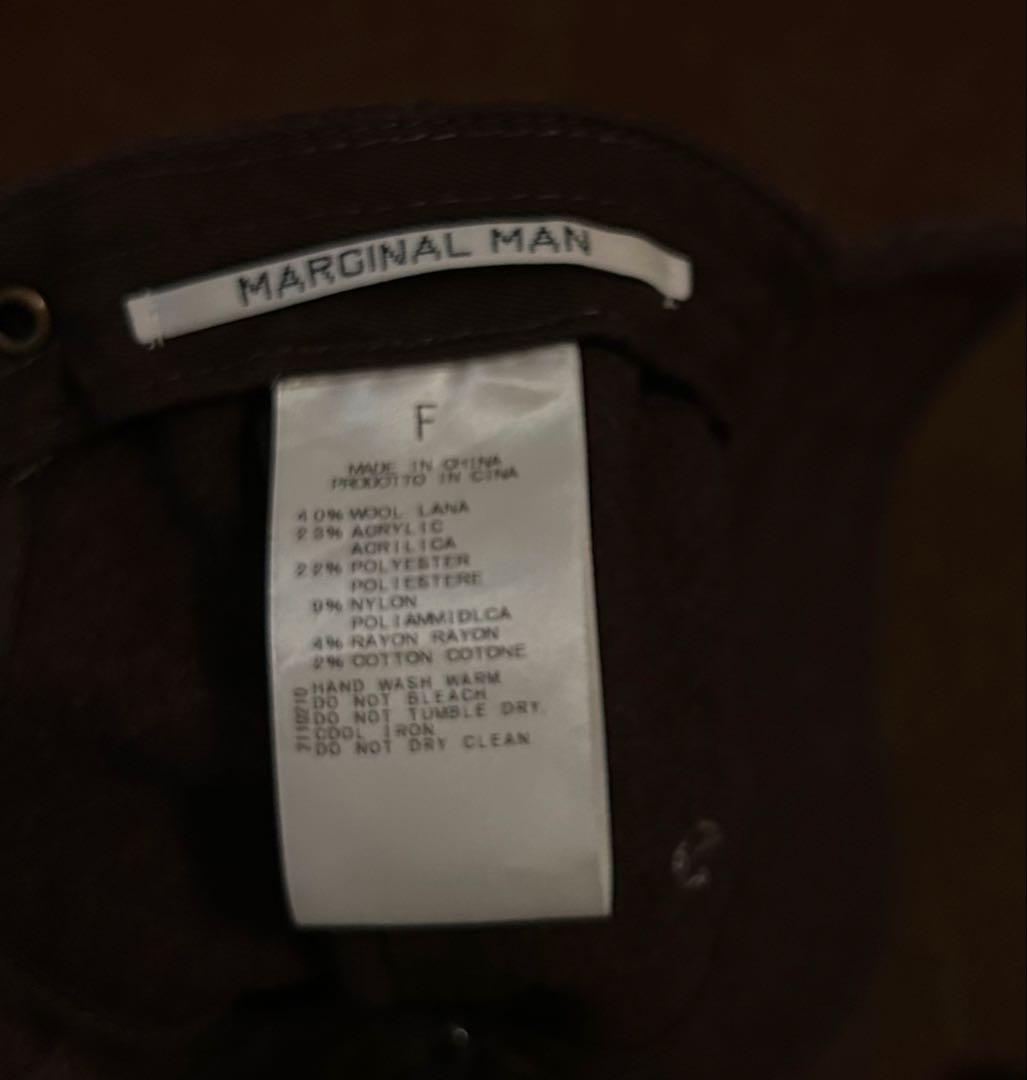 MARGINAL MAN
F
MADE IN CHINA
PRODOTTO IN CINA
40% WOOL LANA
23% ACRYLIC
ACRILICA
22% POLYESTER
POLIESTERE
9% NYLON
POLIAMMIDLCA
4% RAYON RAYON
2% COTTON COTONE
HAND WASH WARM
DO NOT BLEACH
DO NOT TUMBLE DRY.
COOL IRON
DO NOT DRY CLEAN